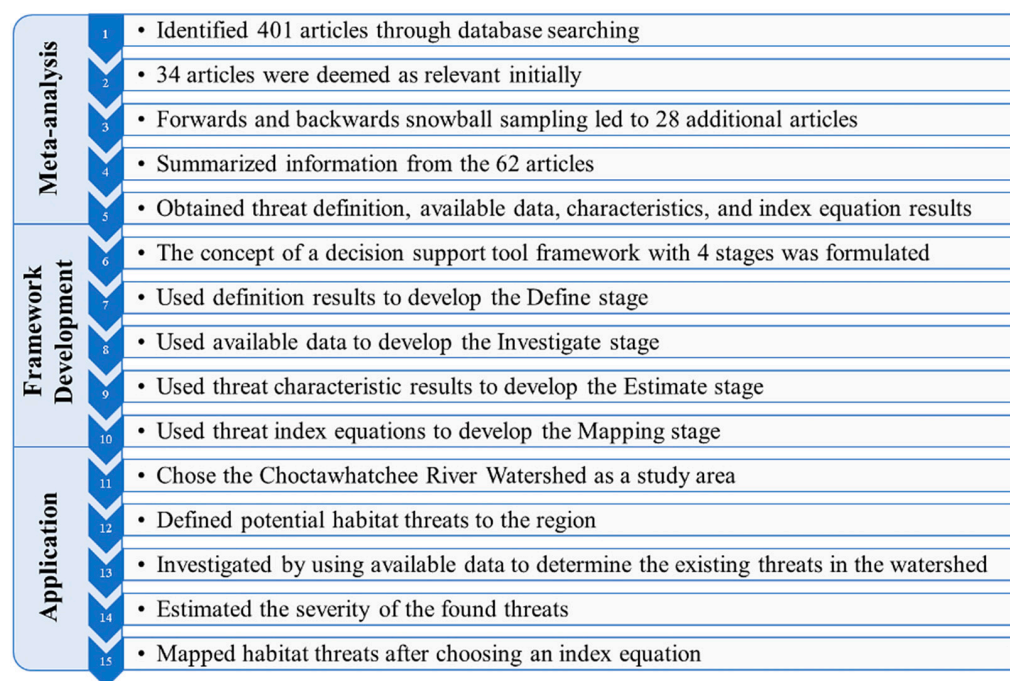 Meta-analysis
1
• Identified 401 articles through database searching
2
• 34 articles were deemed as relevant initially
3
• Forwards and backwards snowball sampling led to 28 additional articles
4
• Summarized information from the 62 articles
5
• Obtained threat definition, available data, characteristics, and index equation results
Framework
Development
6
• The concept of a decision support tool framework with 4 stages was formulated
7
• Used definition results to develop the Define stage
8
• Used available data to develop the Investigate stage
9
• Used threat characteristic results to develop the Estimate stage
10
• Used threat index equations to develop the Mapping stage
Application
11
• Chose the Choctawhatchee River Watershed as a study area
12
• Defined potential habitat threats to the region
13
• Investigated by using available data to determine the existing threats in the watershed
14
• Estimated the severity of the found threats
15
• Mapped habitat threats after choosing an index equation